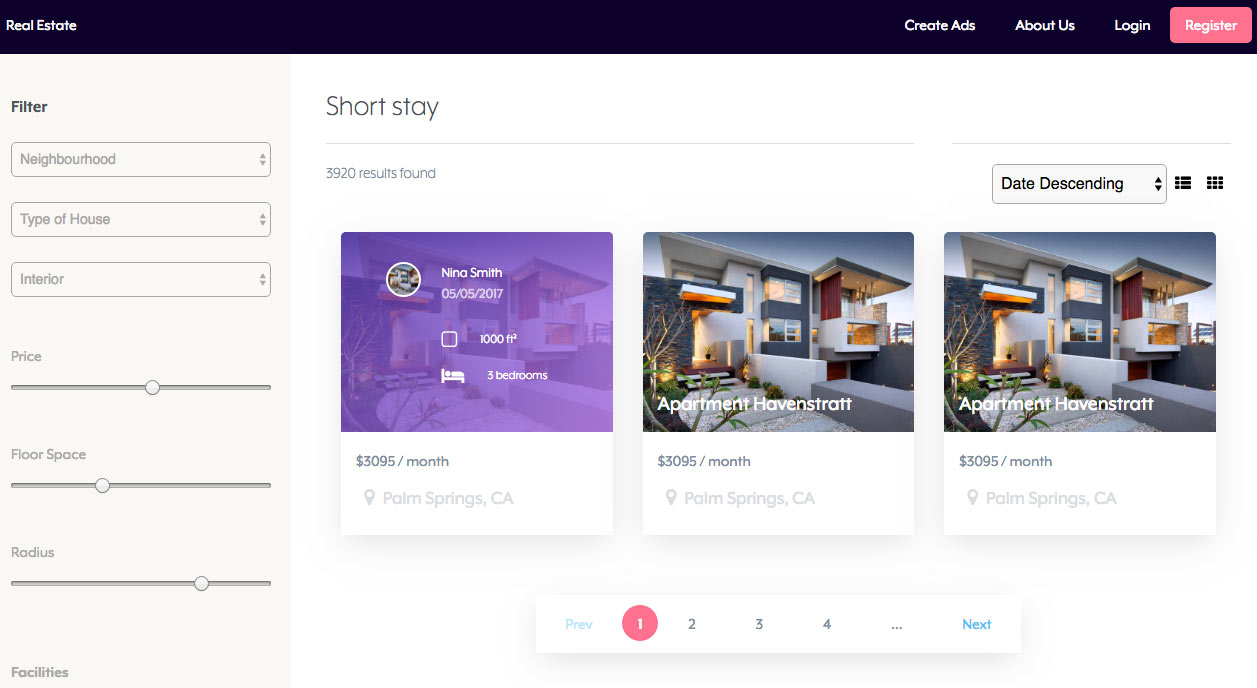 Real Estate
Create Ads
About Us
Login
Register
Filter
Neighbourhood
Type of House
Interior
Price
Floor Space
Radius
Facilities
Short stay
3920 results found
Date Descending
Nina Smith
05/05/2017
1000 ft²
3 bedrooms
$3095 / month
Palm Springs, CA
Apartment Havenstratt
$3095 / month
Palm Springs, CA
Apartment Havenstratt
$3095 / month
Palm Springs, CA
Prev 1 2 3 4 ... Next